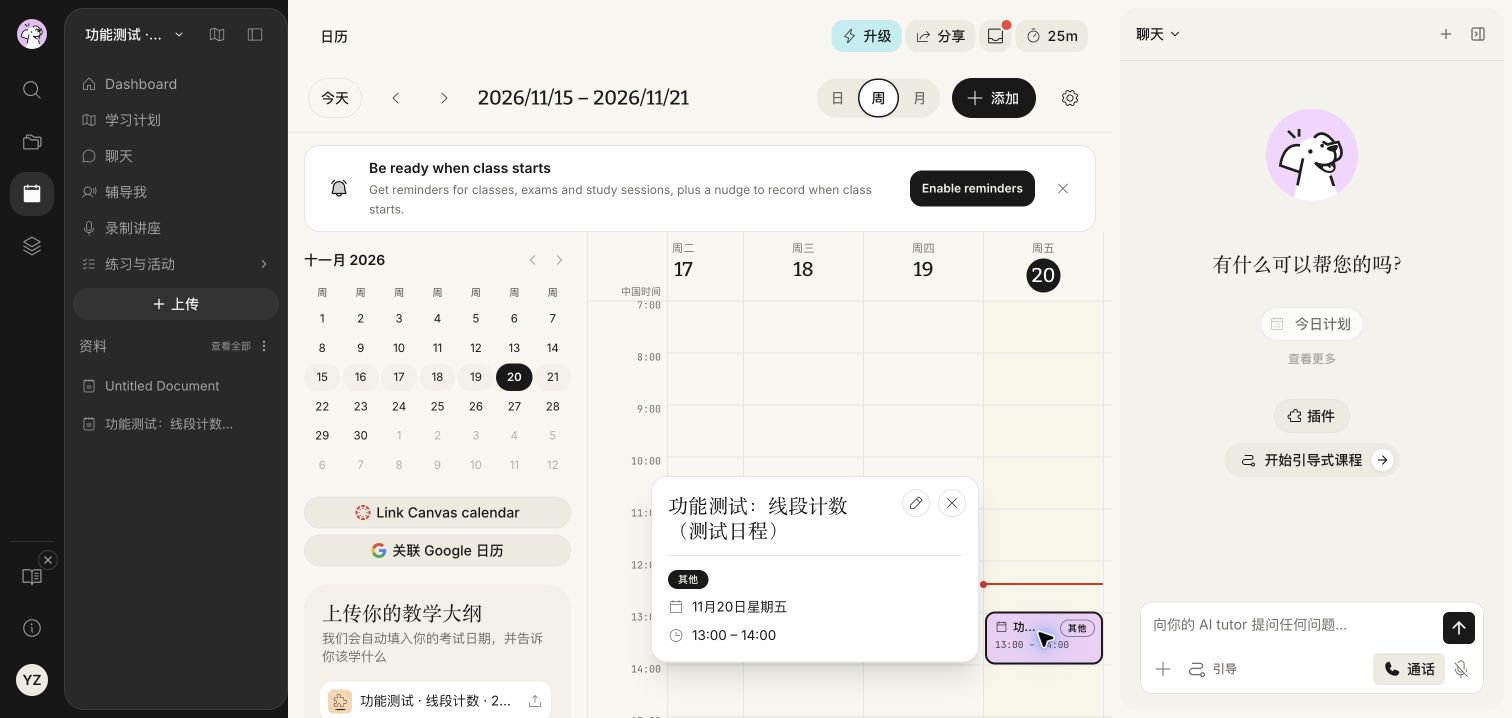 功能测试 ·...
Dashboard
学习计划
聊天
辅导我
录制讲座
练习与活动
+ 上传
资料
查看全部
Untitled Document
功能测试：线段计数...
YZ
日历
升级
分享
25m
今天
2026/11/15 – 2026/11/21
日
周
月
添加
Be ready when class starts
Get reminders for classes, exams and study sessions, plus a nudge to record when class
starts.
Enable reminders
十一月 2026
周 周 周 周 周 周 周
1 2 3 4 5 6 7
8 9 10 11 12 13 14
15 16 17 18 19 20 21
22 23 24 25 26 27 28
29 30 1 2 3 4 5
6 7 8 9 10 11 12
Link Canvas calendar
关联 Google 日历
上传你的教学大纲
我们会自动填入你的考试日期，并告诉
你该学什么
功能测试 · 线段计数 · 2...
周二 周三 周四 周五
17 18 19 20
中国时间
7:00
8:00
9:00
10:00
11:0
12:0
13:0
14:00
功能测试：线段计数
（测试日程）
其他
11月20日星期五
13:00 – 14:00
功...
其他
13:00 –
聊天
有什么可以帮您的吗?
今日计划
查看更多
插件
开始引导式课程
向你的 AI tutor 提问任何问题...
引导
通话